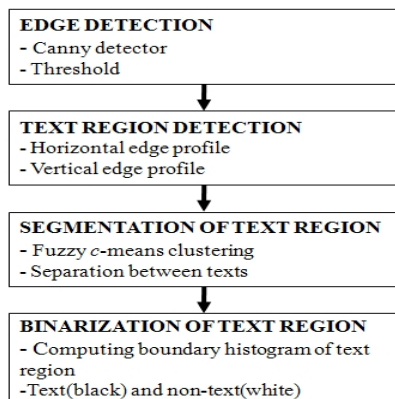 EDGE DETECTION
- Canny detector
- Threshold
TEXT REGION DETECTION
- Horizontal edge profile
- Vertical edge profile
SEGMENTATION OF TEXT REGION
- Fuzzy c-means clustering
- Separation between texts
BINARIZATION OF TEXT REGION
- Computing boundary histogram of text
region
-Text(black) and non-text(white)